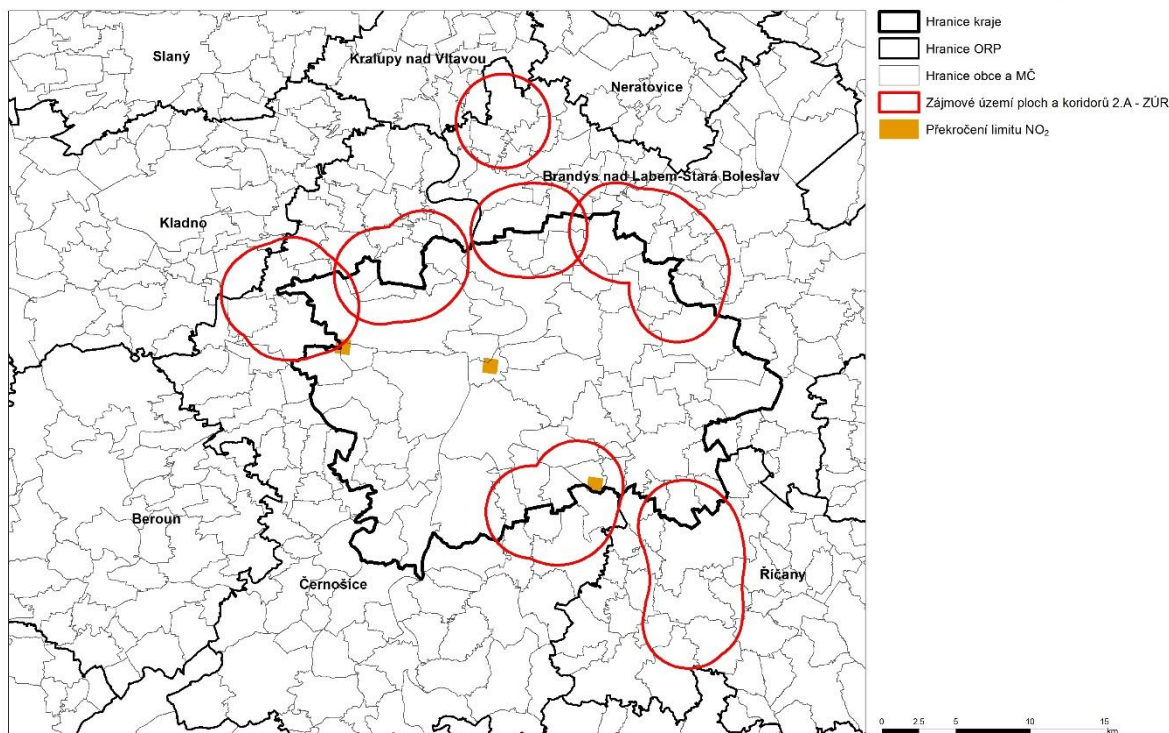 Slaný
Kralupy nad Vltavou
Neratovice
Brandýs nad Labem-Stará Boleslav
Kladno
Beroun
Černošice
Říčany
Hranice kraje
Hranice ORP
Hranice obce a MČ
Zájmové území ploch a koridorů 2.A - ZÚR
Překročení limitu NO₂
0 2.5 5 10 15
km